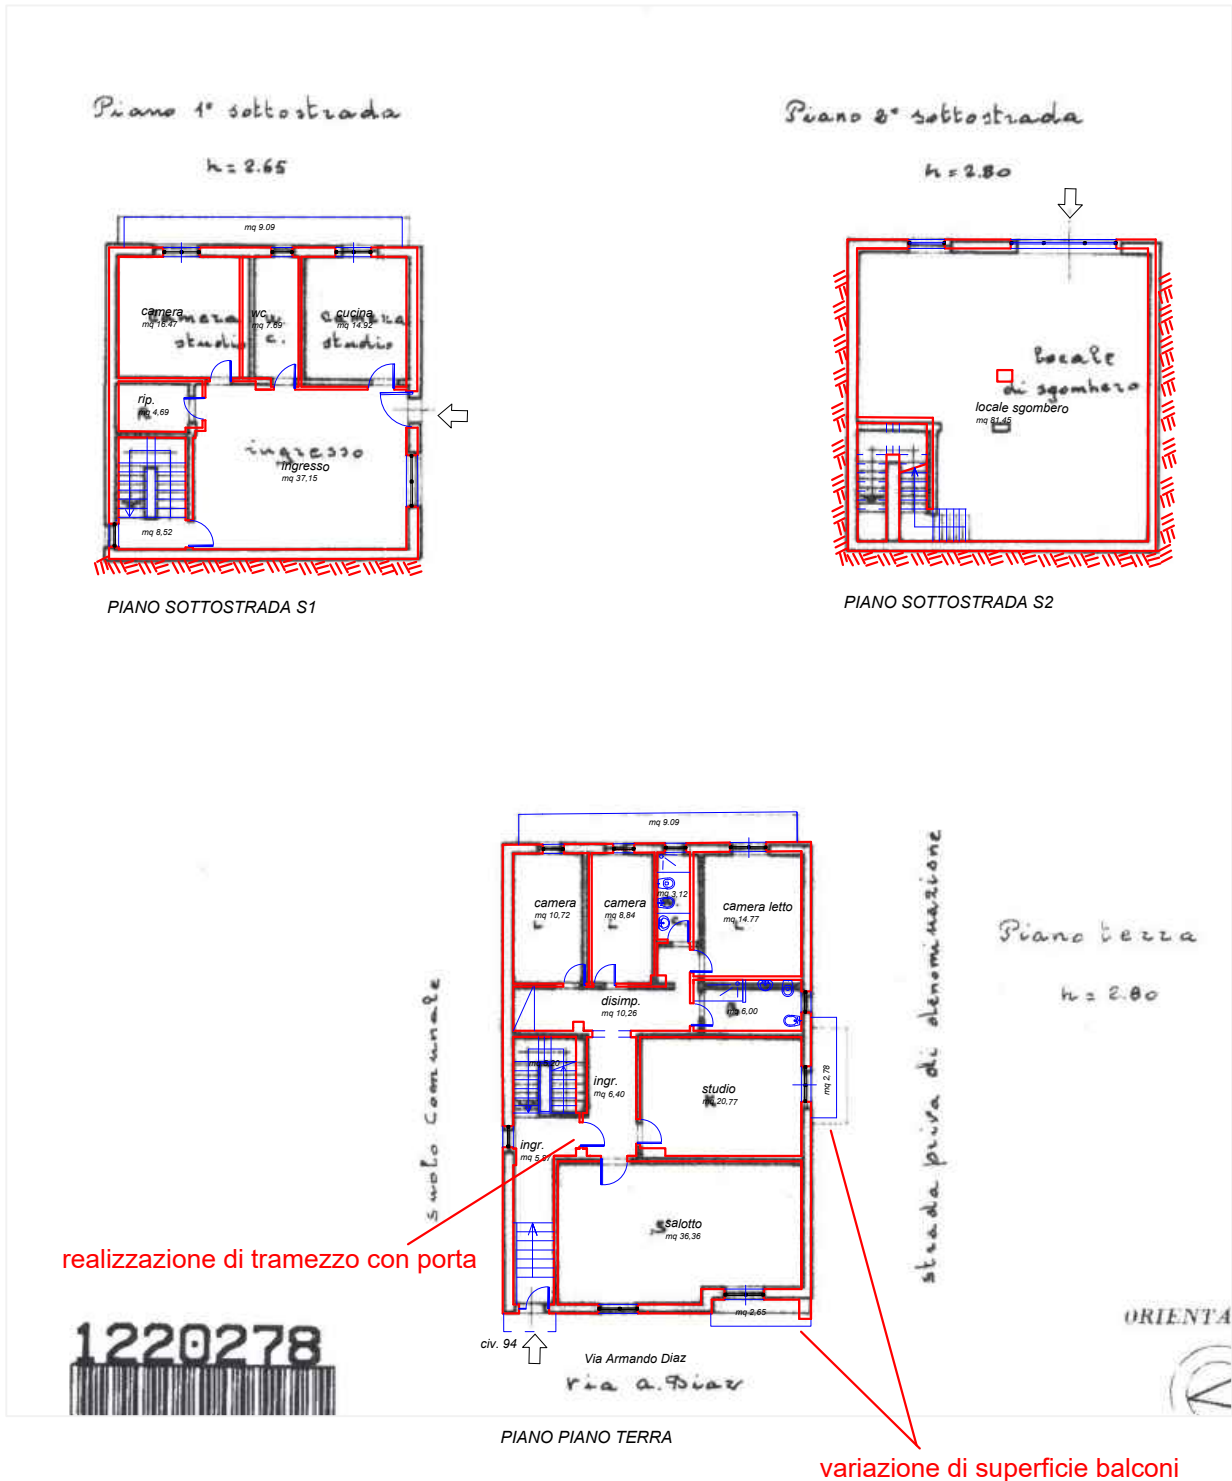 Piano 1° sottostrada
h = 2.65
mq 9.09
camera
mq 16.47
camera
studio
wc
mq 7.89
w.
c.
cucina
mq 14.92
camera
studio
rip.
mq 4,69
ingresso
ingresso
mq 37,15
mq 8,52
PIANO SOTTOSTRADA S1
Piano 2° sottostrada
h = 2.80
locale
di sgombero
locale sgombero
mq 81,45
PIANO SOTTOSTRADA S2
mq 9.09
camera
mq 10,72
r
camera
mq 8,84
r
mq 3,12
c.
camera letto
mq 14.77
r
disimp.
mq 10,26
mq 6,00
ingr.
mq 6,40
studio
mq 20,77
mq 2,78
ingr.
mq 5,87
salotto
mq 36,36
mq 2,65
civ. 94
Via Armando Diaz
via A. Diaz
PIANO PIANO TERRA
suolo Comunale
strada priva di denominazione
Piano terra
h = 2.80
realizzazione di tramezzo con porta
variazione di superficie balconi
1220278
ORIENTA